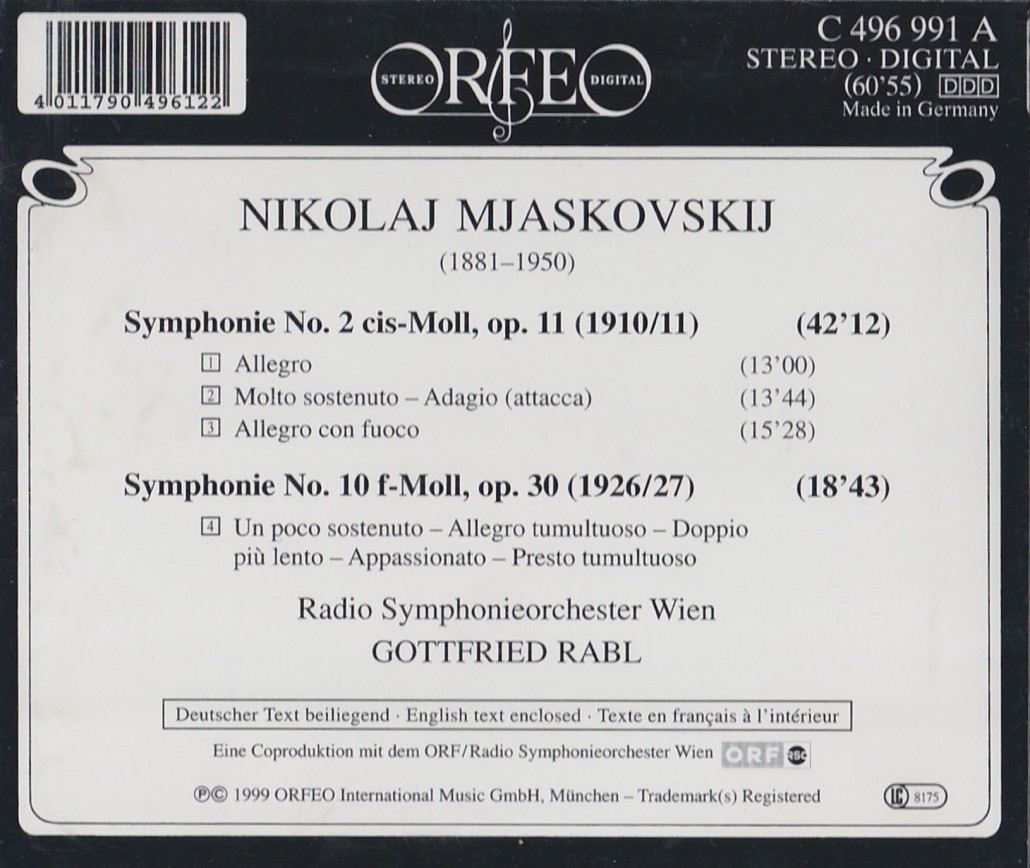 C 496 991 A
STEREO ORFEO DIGITAL
STEREO · DIGITAL
(60'55) DDD
Made in Germany
4 011790 496122
NIKOLAJ MJASKOVSKIJ
(1881–1950)
Symphonie No. 2 cis-Moll, op. 11 (1910/11) (42'12)
1 Allegro (13'00)
2 Molto sostenuto – Adagio (attacca) (13'44)
3 Allegro con fuoco (15'28)
Symphonie No. 10 f-Moll, op. 30 (1926/27) (18'43)
4 Un poco sostenuto – Allegro tumultuoso – Doppio
più lento – Appassionato – Presto tumultuoso
Radio Symphonieorchester Wien
GOTTFRIED RABL
Deutscher Text beiliegend · English text enclosed · Texte en français à l'intérieur
Eine Coproduktion mit dem ORF/Radio Symphonieorchester Wien ORF
℗© 1999 ORFEO International Music GmbH, München – Trademark(s) Registered
LC 8175